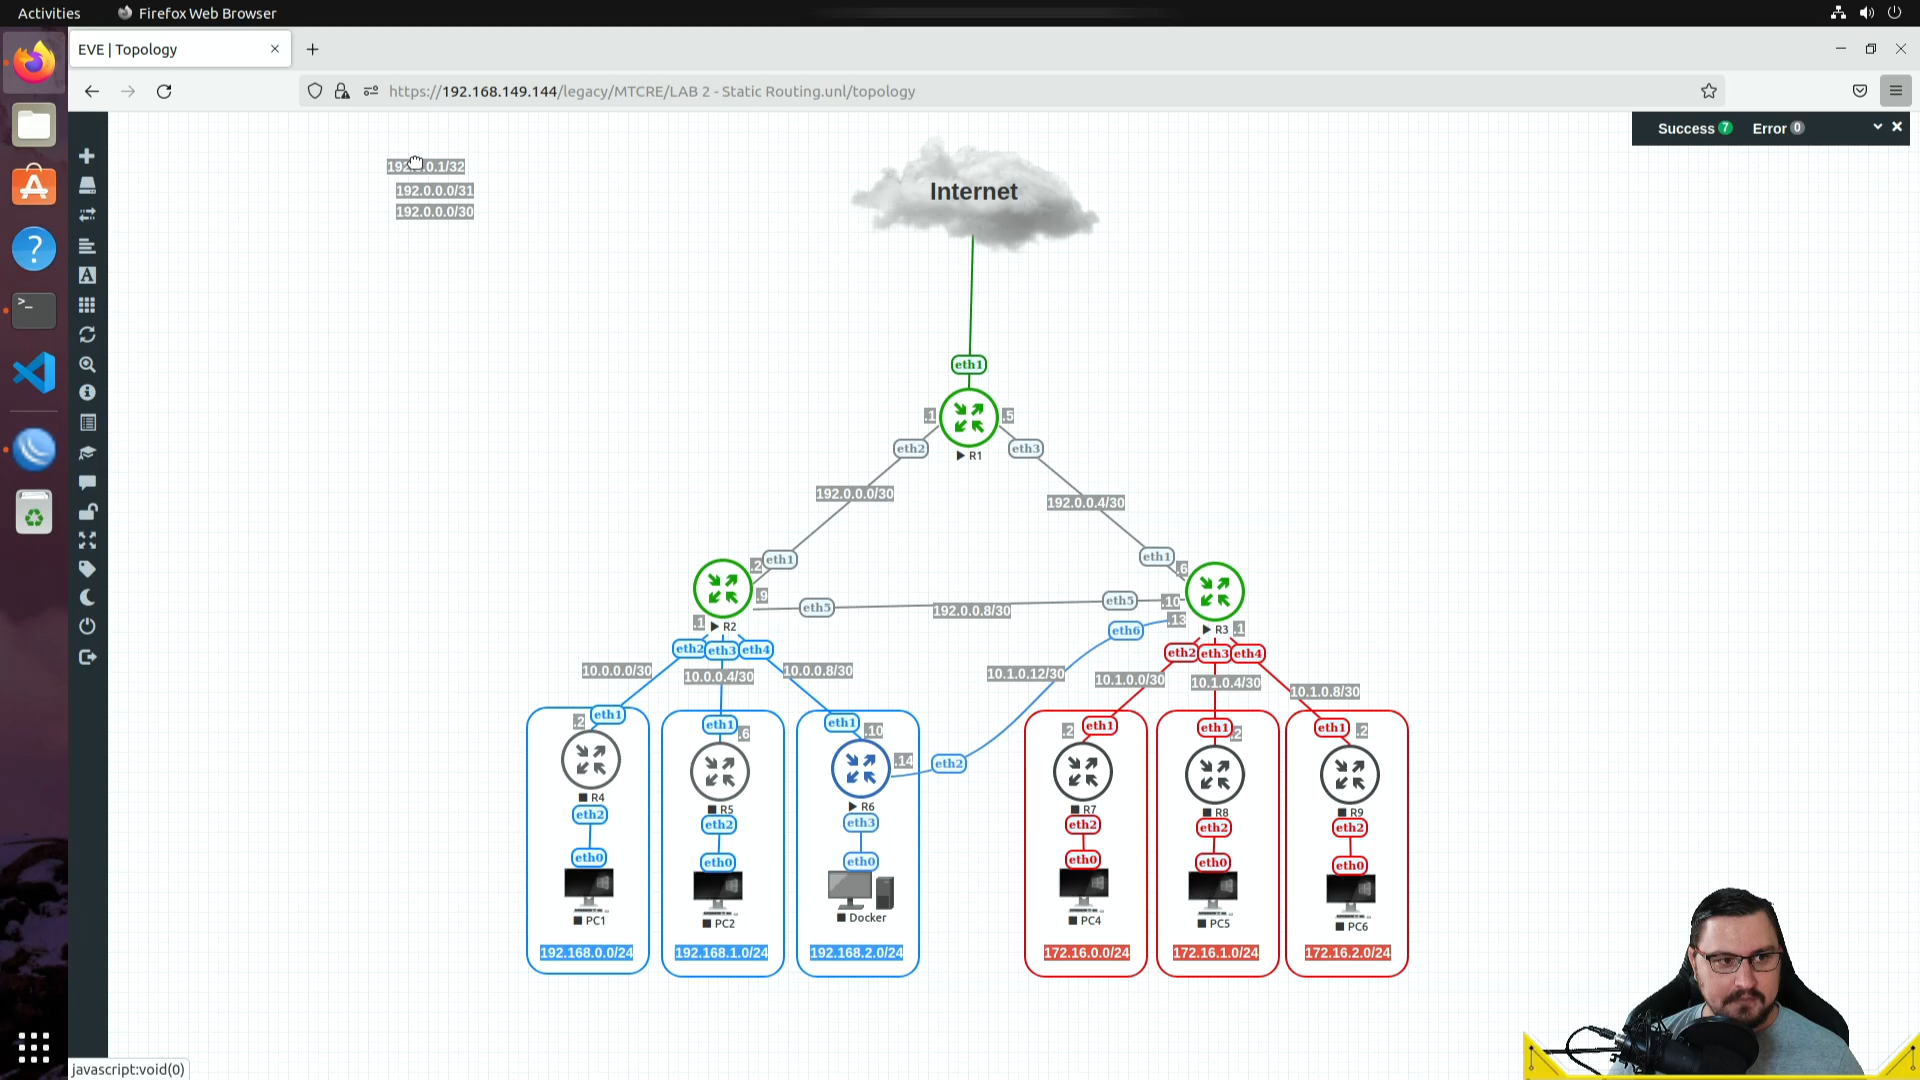 Activities
Firefox Web Browser
EVE | Topology
https://192.168.149.144/legacy/MTCRE/LAB 2 - Static Routing.unl/topology
Success 7 Error 0
192.0.0.0/31
192.0.0.0/30
Internet
eth1
.1 .5
eth2 eth3
R1
192.0.0.0/30
192.0.0.4/30
.2 eth1
eth1 .6
.9
eth5 192.0.0.8/30 eth5 .10
.1 R2
eth6 .13
R3 .1
eth2 eth3 eth4
eth2 eth3 eth4
10.0.0.0/30 10.0.0.4/30 10.0.0.8/30
10.1.0.12/30 10.1.0.0/30 10.1.0.4/30 10.1.0.8/30
.2 eth1
eth1 .6
eth1 .10
.14 eth2
.2 eth1
eth1 .2
eth1 .2
R4 R5 R6 R7 R8 R9
eth2 eth2 eth3 eth2 eth2 eth2
eth0 eth0 eth0 eth0 eth0 eth0
PC1 PC2 Docker PC4 PC5 PC6
192.168.0.0/24 192.168.1.0/24 192.168.2.0/24 172.16.0.0/24 172.16.1.0/24 172.16.2.0/24
javascript:void(0)